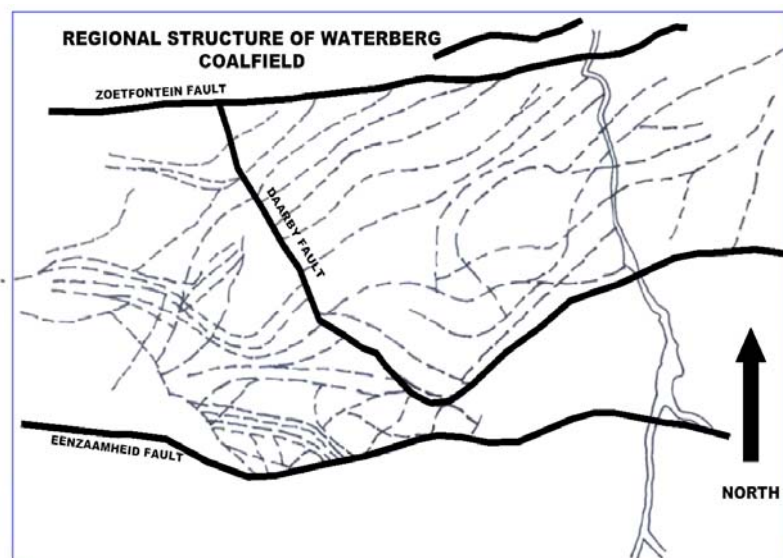 REGIONAL STRUCTURE OF WATERBERG
COALFIELD
ZOETFONTEIN FAULT
DAARBY FAULT
EENZAAMHEID FAULT
NORTH